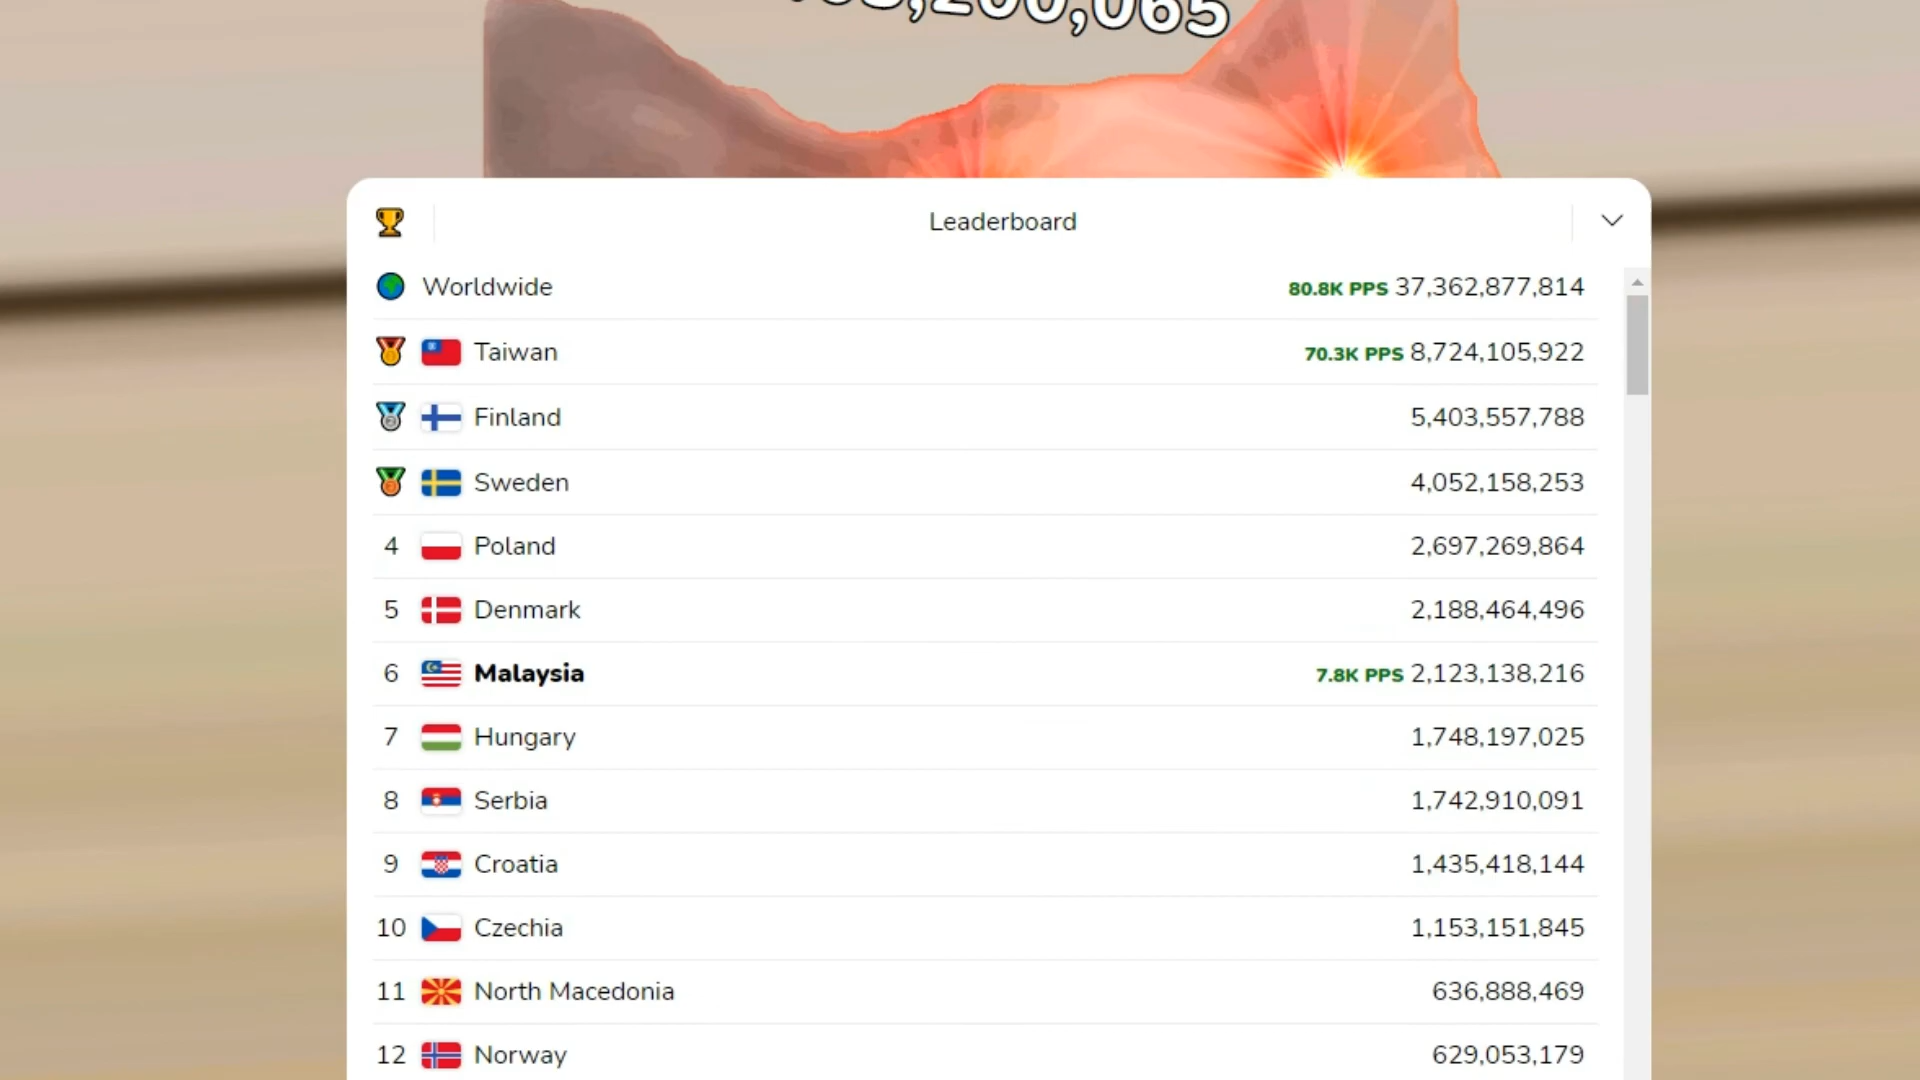 ,200,065
Leaderboard
Worldwide 80.8K PPS 37,362,877,814
Taiwan 70.3K PPS 8,724,105,922
Finland 5,403,557,788
Sweden 4,052,158,253
4 Poland 2,697,269,864
5 Denmark 2,188,464,496
6 Malaysia 7.8K PPS 2,123,138,216
7 Hungary 1,748,197,025
8 Serbia 1,742,910,091
9 Croatia 1,435,418,144
10 Czechia 1,153,151,845
11 North Macedonia 636,888,469
12 Norway 629,053,179